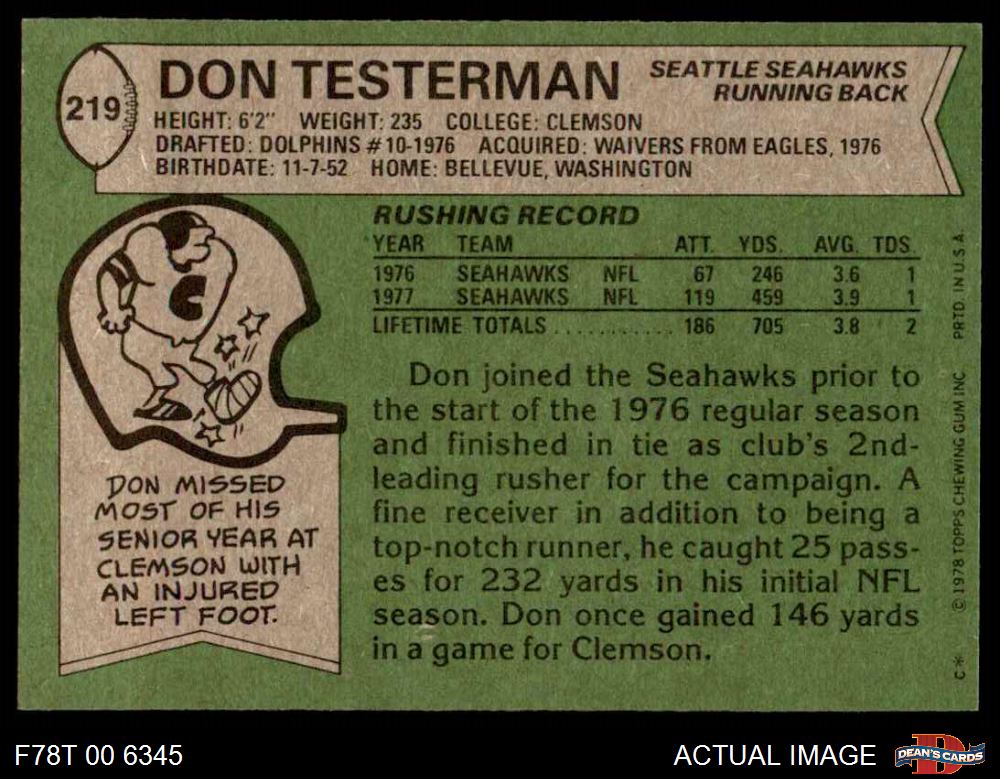 219
DON TESTERMAN
SEATTLE SEAHAWKS
RUNNING BACK
HEIGHT: 6'2" WEIGHT: 235 COLLEGE: CLEMSON
DRAFTED: DOLPHINS #10-1976 ACQUIRED: WAIVERS FROM EAGLES, 1976
BIRTHDATE: 11-7-52 HOME: BELLEVUE, WASHINGTON
RUSHING RECORD
YEAR TEAM ATT. YDS. AVG. TDS.
1976 SEAHAWKS NFL 67 246 3.6 1
1977 SEAHAWKS NFL 119 459 3.9 1
LIFETIME TOTALS ............ 186 705 3.8 2
Don joined the Seahawks prior to
the start of the 1976 regular season
and finished in tie as club's 2nd-
leading rusher for the campaign. A
fine receiver in addition to being a
top-notch runner, he caught 25 pass-
es for 232 yards in his initial NFL
season. Don once gained 146 yards
in a game for Clemson.
C
DON MISSED
MOST OF HIS
SENIOR YEAR AT
CLEMSON WITH
AN INJURED
LEFT FOOT.
C* © 1978 TOPPS CHEWING GUM INC. PRTD. IN U.S.A.
F78T 00 6345
ACTUAL IMAGE
D
DEAN'S CARDS